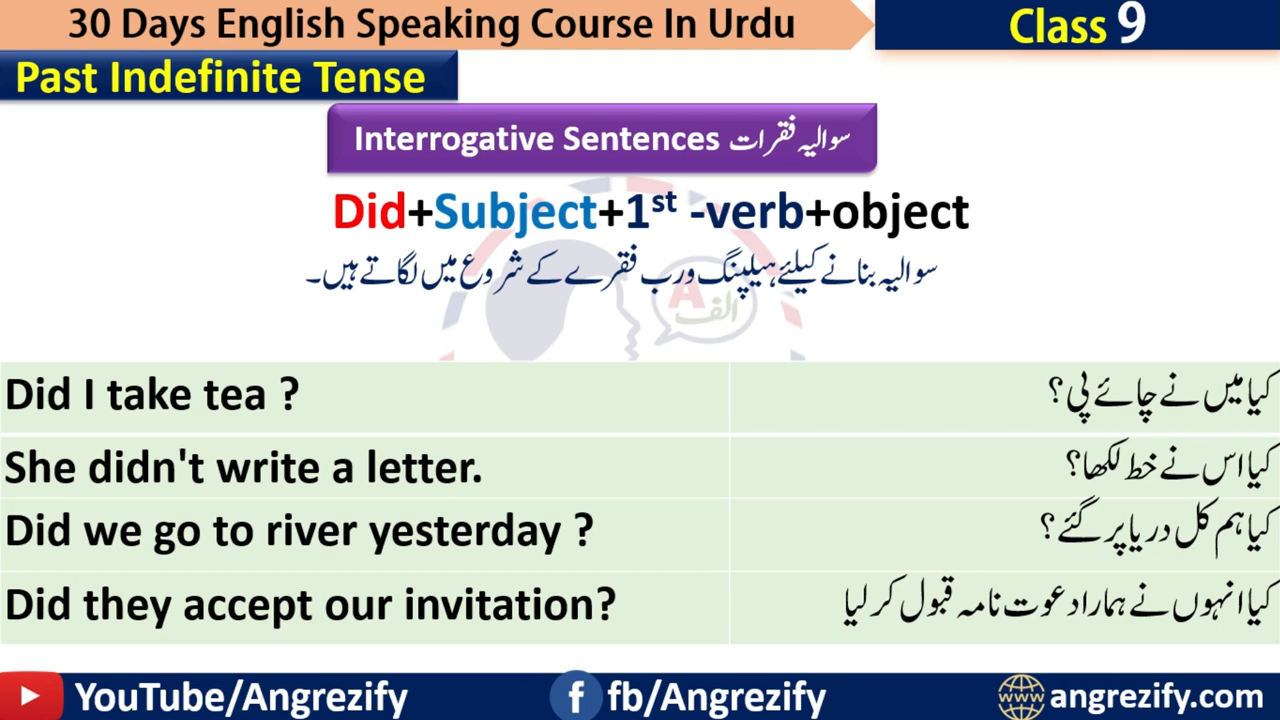 30 Days English Speaking Course In Urdu
Class 9
Past Indefinite Tense
Interrogative Sentences سوالیہ فقرات
Did+Subject+1st -verb+object
سوالیہ بنانے کیلئے ہیلپنگ ورب فقرے کے شروع میں لگاتے ہیں۔
A
الف
Did I take tea ?
کیا میں نے چائے پی؟
She didn't write a letter.
کیا اس نے خط لکھا؟
Did we go to river yesterday ?
کیا ہم کل دریا پر گئے؟
Did they accept our invitation?
کیا انہوں نے ہمارا دعوت نامہ قبول کر لیا
YouTube/Angrezify
f fb/Angrezify
www angrezify.com